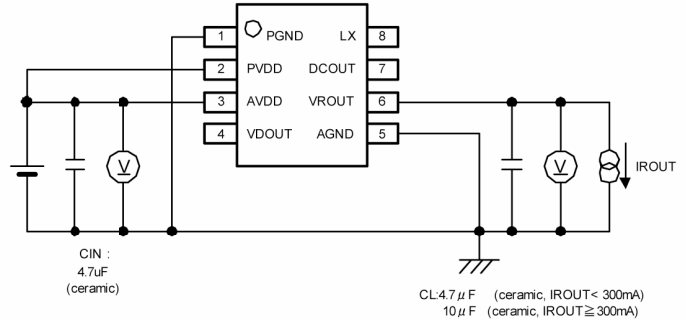 1 PGND LX 8
2 PVDD DCOUT 7
3 AVDD VROUT 6
4 VDOUT AGND 5
V V IROUT
CIN :
4.7uF
(ceramic)
CL:4.7μF (ceramic, IROUT< 300mA)
10μF (ceramic, IROUT≧300mA)